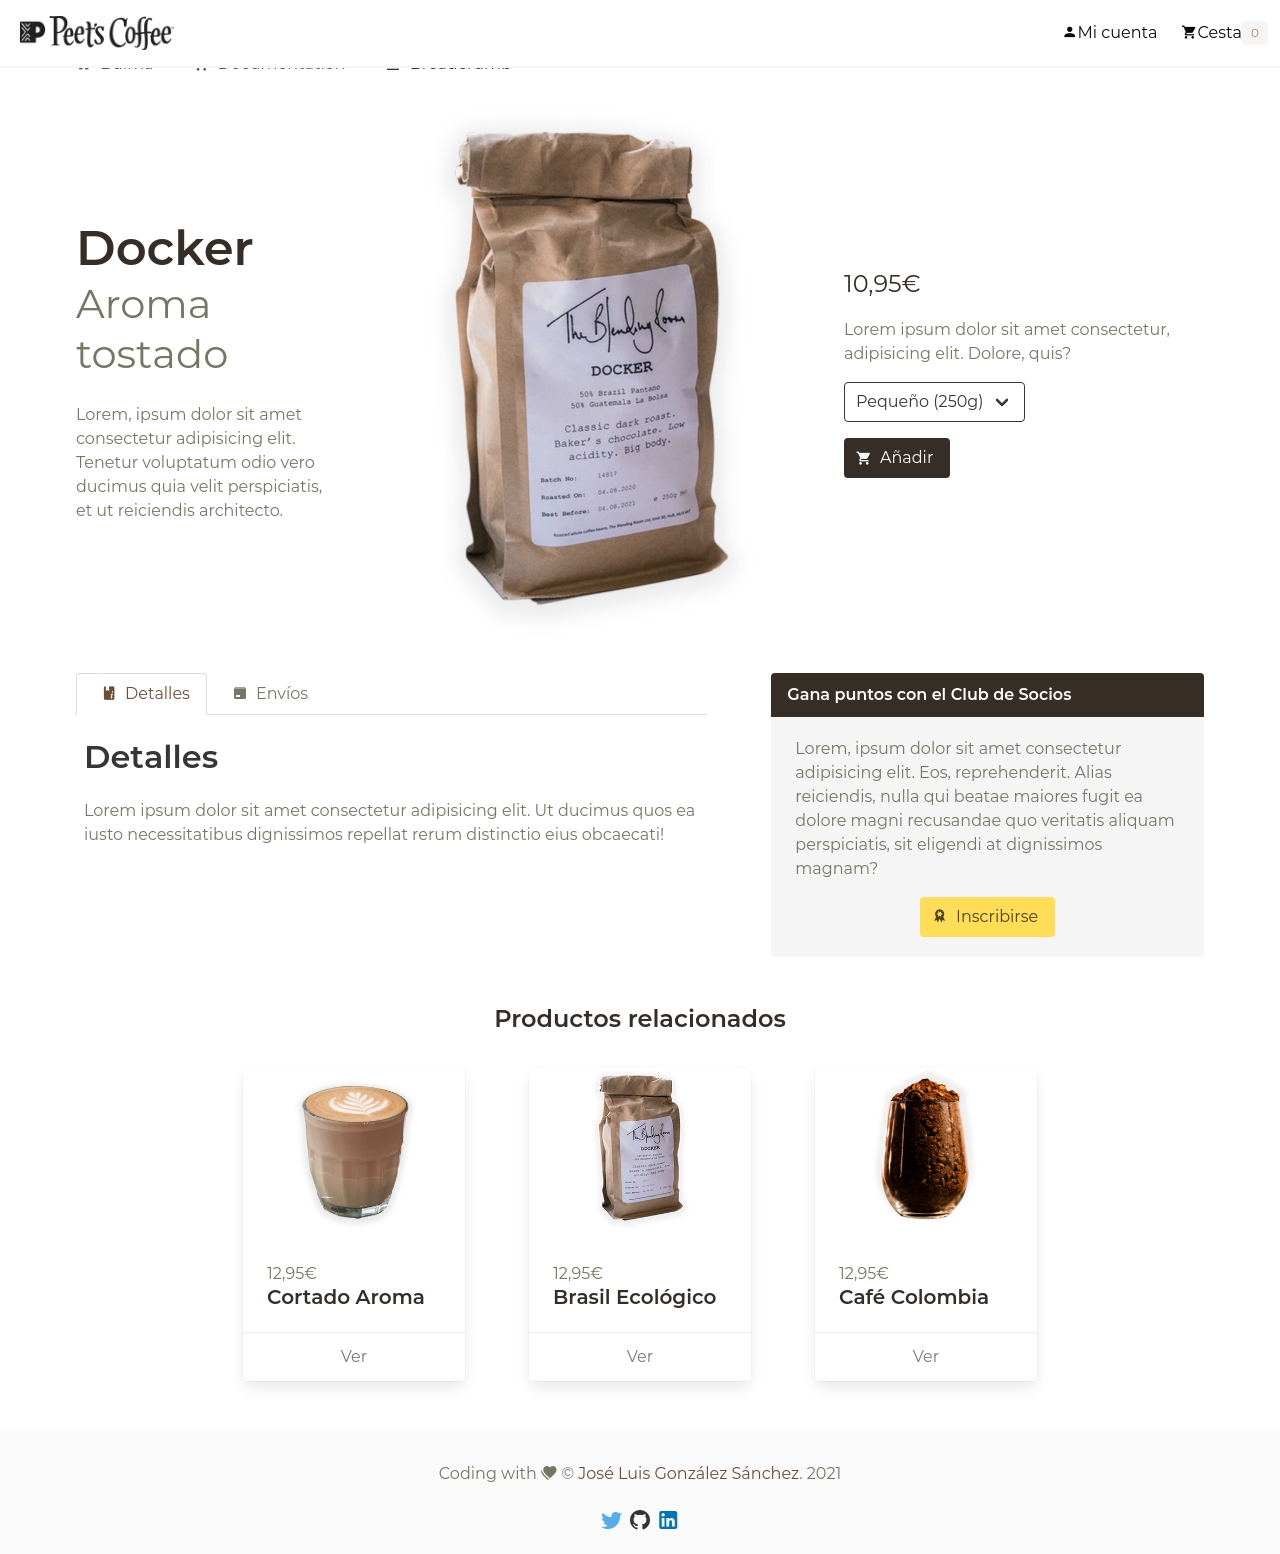 Peet's Coffee
Mi cuenta
Cesta 0
Docker
Aroma
tostado
Lorem, ipsum dolor sit amet
consectetur adipisicing elit.
Tenetur voluptatum odio vero
ducimus quia velit perspiciatis,
et ut reiciendis architecto.
The Blending Room
DOCKER
50% Brazil Pantano
50% Guatemala La Bolsa
Classic dark roast.
Baker's chocolate. Low
acidity. Big body.
Batch No: 14817
Roasted On: 04.08.2020
Best Before: 04.08.2021
10,95€
Lorem ipsum dolor sit amet consectetur,
adipisicing elit. Dolore, quis?
Pequeño (250g)
Añadir
Detalles
Envíos
Detalles
Lorem ipsum dolor sit amet consectetur adipisicing elit. Ut ducimus quos ea
iusto necessitatibus dignissimos repellat rerum distinctio eius obcaecati!
Gana puntos con el Club de Socios
Lorem, ipsum dolor sit amet consectetur
adipisicing elit. Eos, reprehenderit. Alias
reiciendis, nulla qui beatae maiores fugit ea
dolore magni recusandae quo veritatis aliquam
perspiciatis, sit eligendi at dignissimos
magnam?
Inscribirse
Productos relacionados
12,95€
Cortado Aroma
Ver
12,95€
Brasil Ecológico
Ver
12,95€
Café Colombia
Ver
Coding with © José Luis González Sánchez. 2021